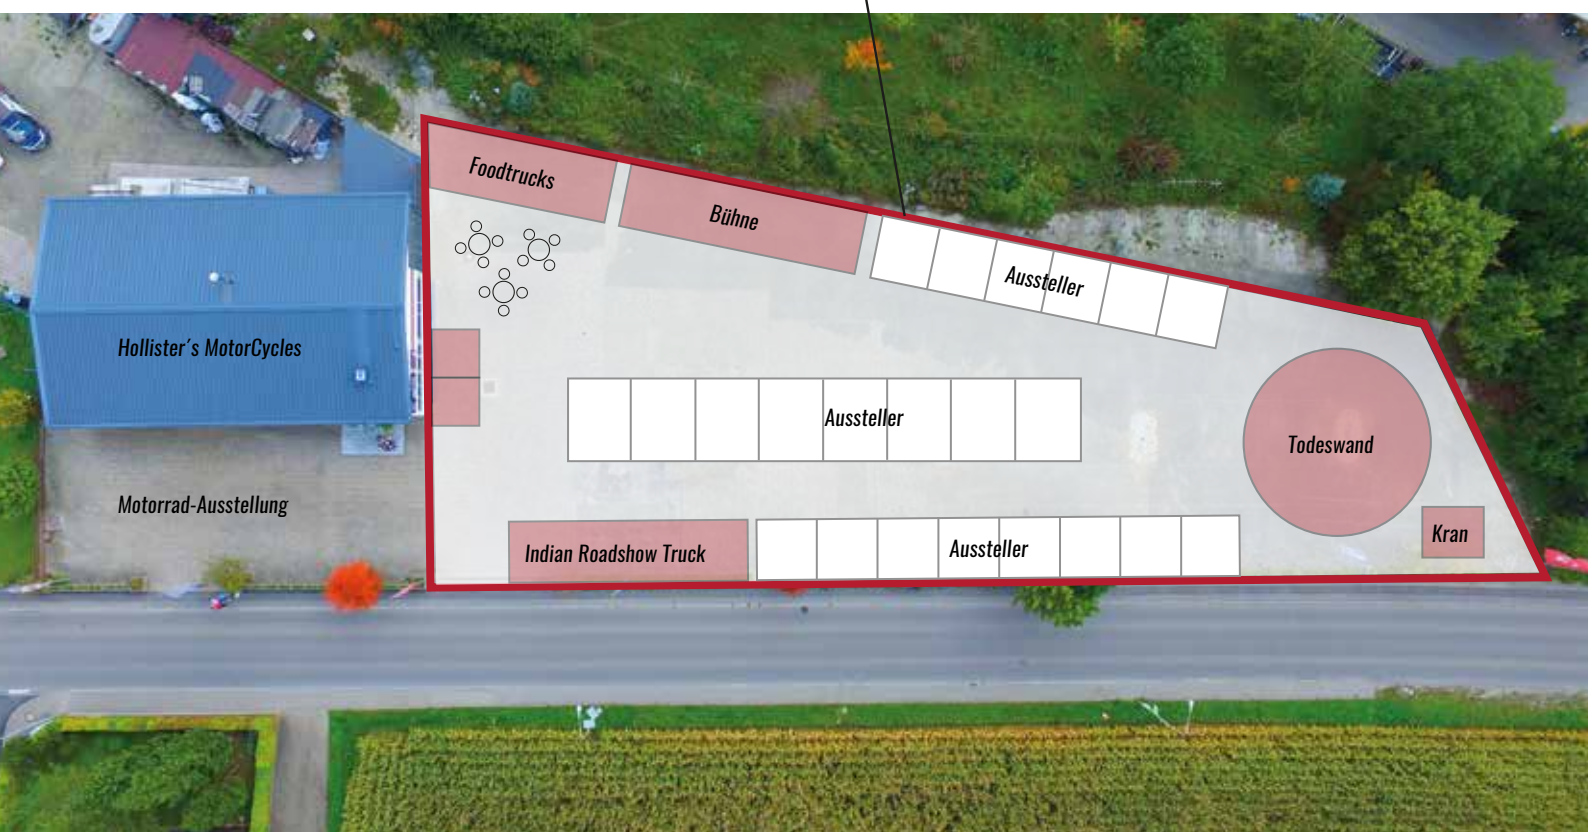 Foodtrucks
Bühne
Aussteller
Hollister´s MotorCycles
Aussteller
Todeswand
Motorrad-Ausstellung
Kran
Indian Roadshow Truck
Aussteller